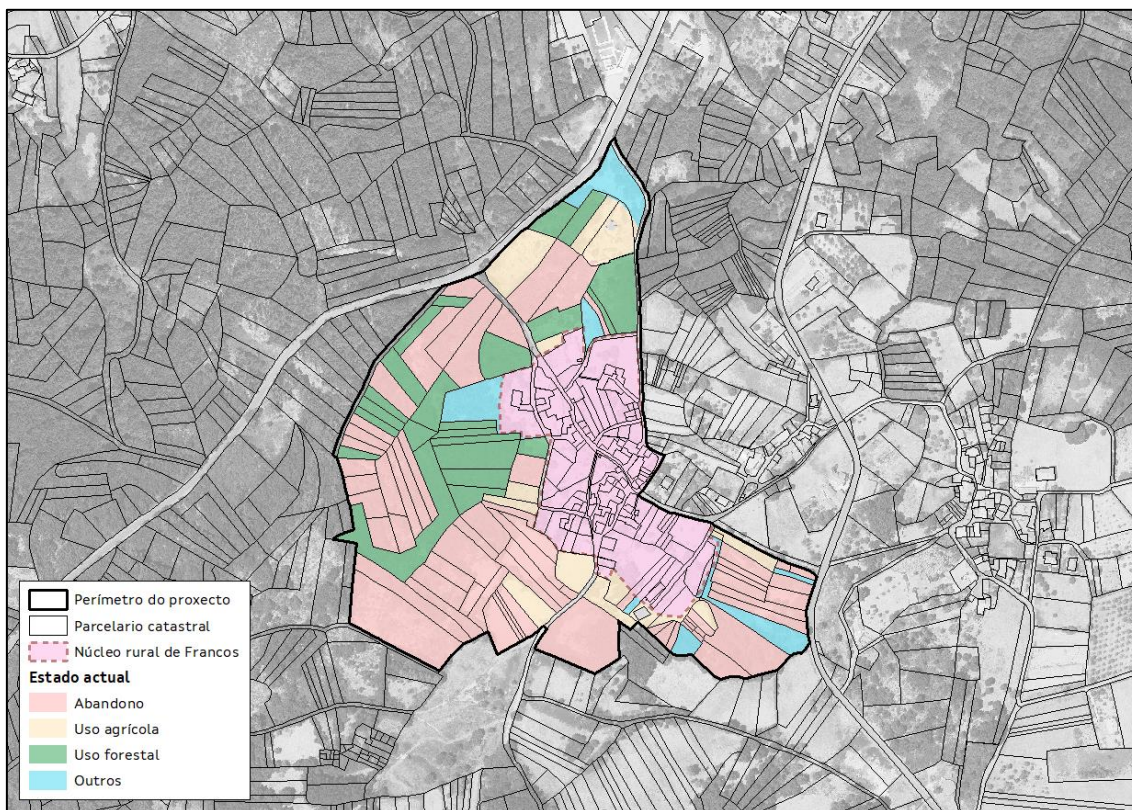 Perímetro do proxecto
Parcelario catastral
Núcleo rural de Francos
Estado actual
Abandono
Uso agrícola
Uso forestal
Outros